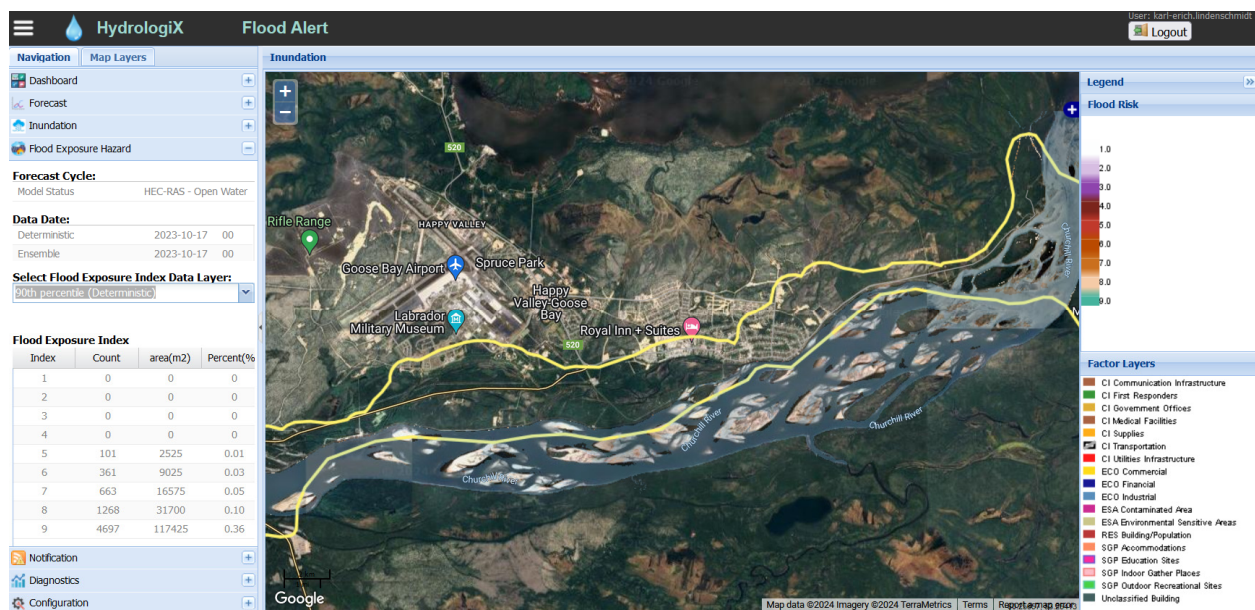 HydrologiX Flood Alert
User: karl-erich.lindenschmidt
Logout
Navigation Map Layers
Dashboard
Forecast
Inundation
Flood Exposure Hazard
Forecast Cycle:
Model Status HEC-RAS - Open Water
Data Date:
Deterministic 2023-10-17 00
Ensemble 2023-10-17 00
Select Flood Exposure Index Data Layer:
90th percentile (Deterministic)
Flood Exposure Index
Index Count area(m2) Percent(%
1 0 0 0
2 0 0 0
3 0 0 0
4 0 0 0
5 101 2525 0.01
6 361 9025 0.03
7 663 16575 0.05
8 1268 31700 0.10
9 4697 117425 0.36
Notification
Diagnostics
Configuration
Inundation
+
−
520
Rifle Range
HAPPY VALLEY
Goose Bay Airport
Spruce Park
Happy
Valley-Goose
Bay
Labrador
Military Museum
Royal Inn + Suites
520
Churchill River
Churchill River
Churchill River
Churchill River
Google
Map data ©2024 Imagery ©2024 TerraMetrics Terms Report a map error
Legend
Flood Risk
1.0
2.0
3.0
4.0
5.0
6.0
7.0
8.0
9.0
Factor Layers
CI Communication Infrastructure
CI First Responders
CI Government Offices
CI Medical Facilities
CI Supplies
CI Transportation
CI Utilities Infrastructure
ECO Commercial
ECO Financial
ECO Industrial
ESA Contaminated Area
ESA Environmental Sensitive Areas
RES Building/Population
SGP Accommodations
SGP Education Sites
SGP Indoor Gather Places
SGP Outdoor Recreational Sites
Unclassified Building